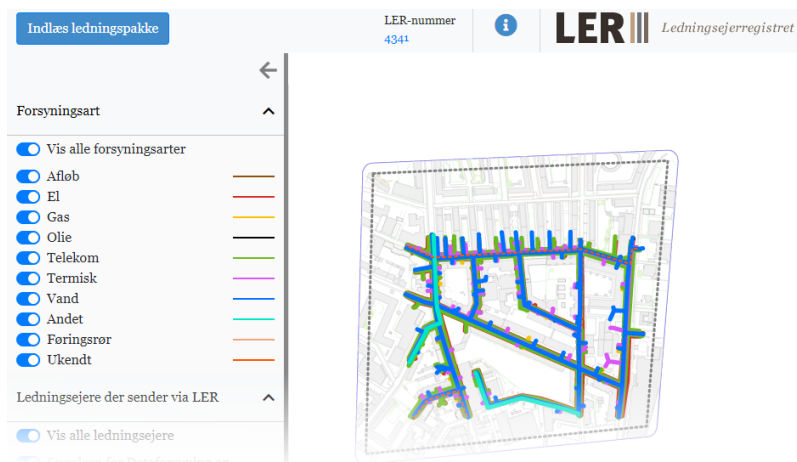 Indlæs ledningspakke
LER-nummer
4341
LER
Ledningsejerregistret
Forsyningsart
Vis alle forsyningsarter
Afløb
El
Gas
Olie
Telekom
Termisk
Vand
Andet
Føringsrør
Ukendt
Ledningsejere der sender via LER
Vis alle ledningsejere